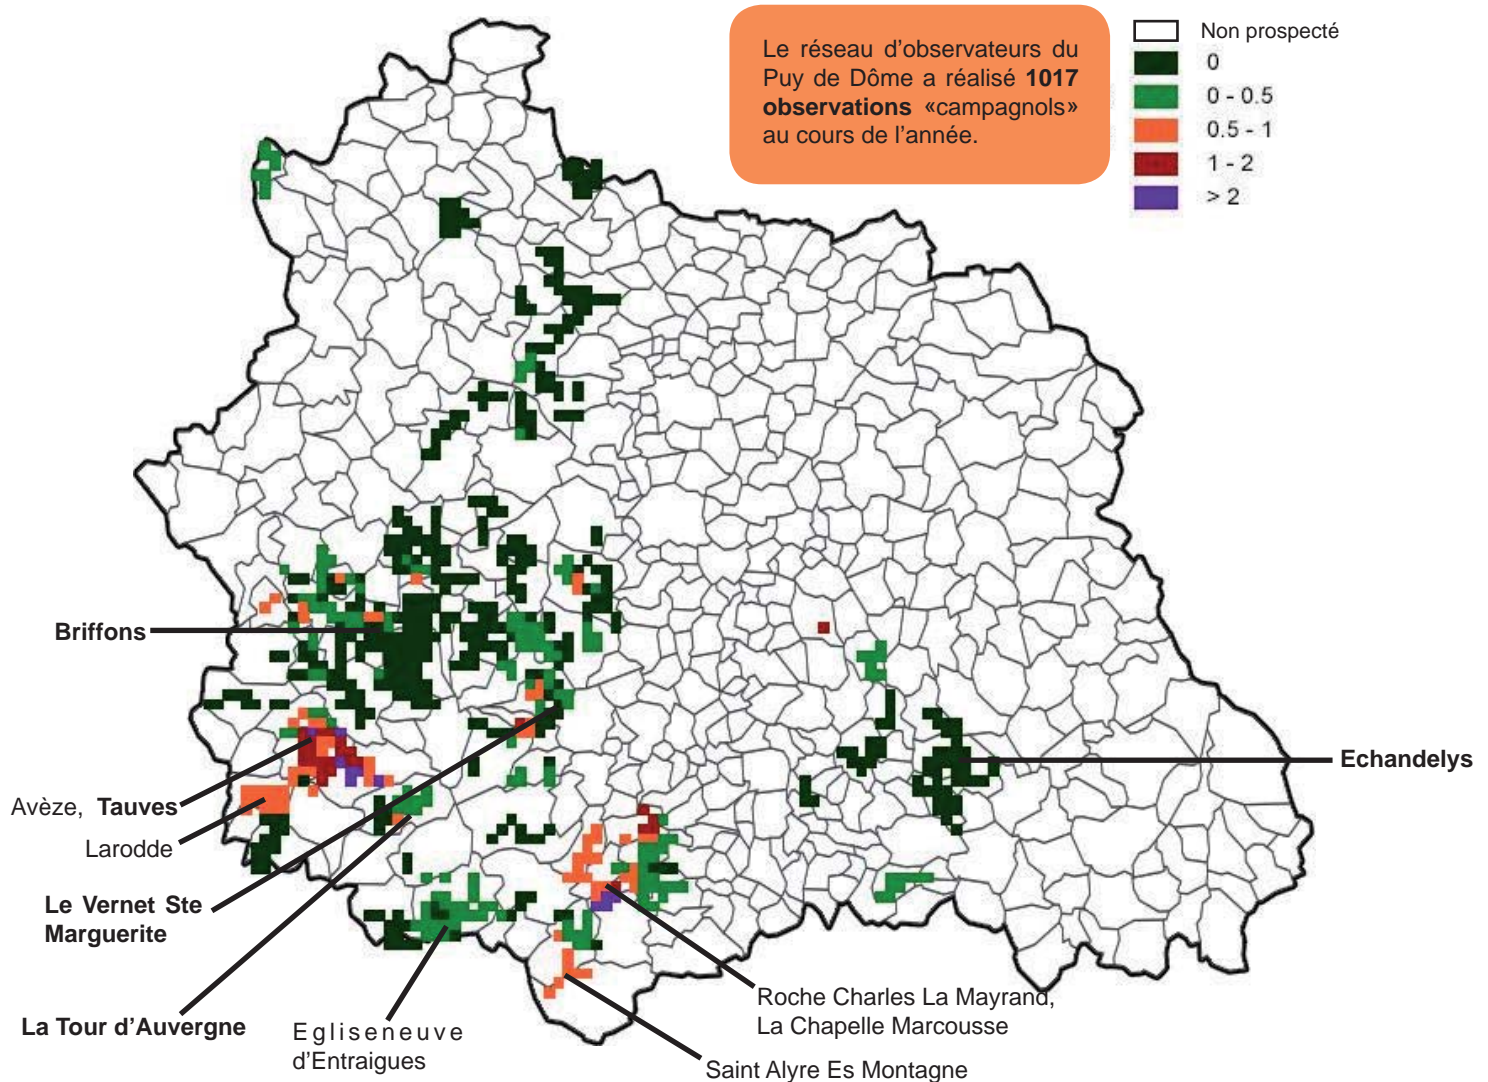 Le réseau d'observateurs du
Puy de Dôme a réalisé 1017
observations «campagnols»
au cours de l'année.
Non prospecté
0
0 - 0.5
0.5 - 1
1 - 2
> 2
Briffons
Echandelys
Avèze, Tauves
Larodde
Le Vernet Ste
Marguerite
La Tour d'Auvergne
Egliseneuve
d'Entraigues
Roche Charles La Mayrand,
La Chapelle Marcousse
Saint Alyre Es Montagne